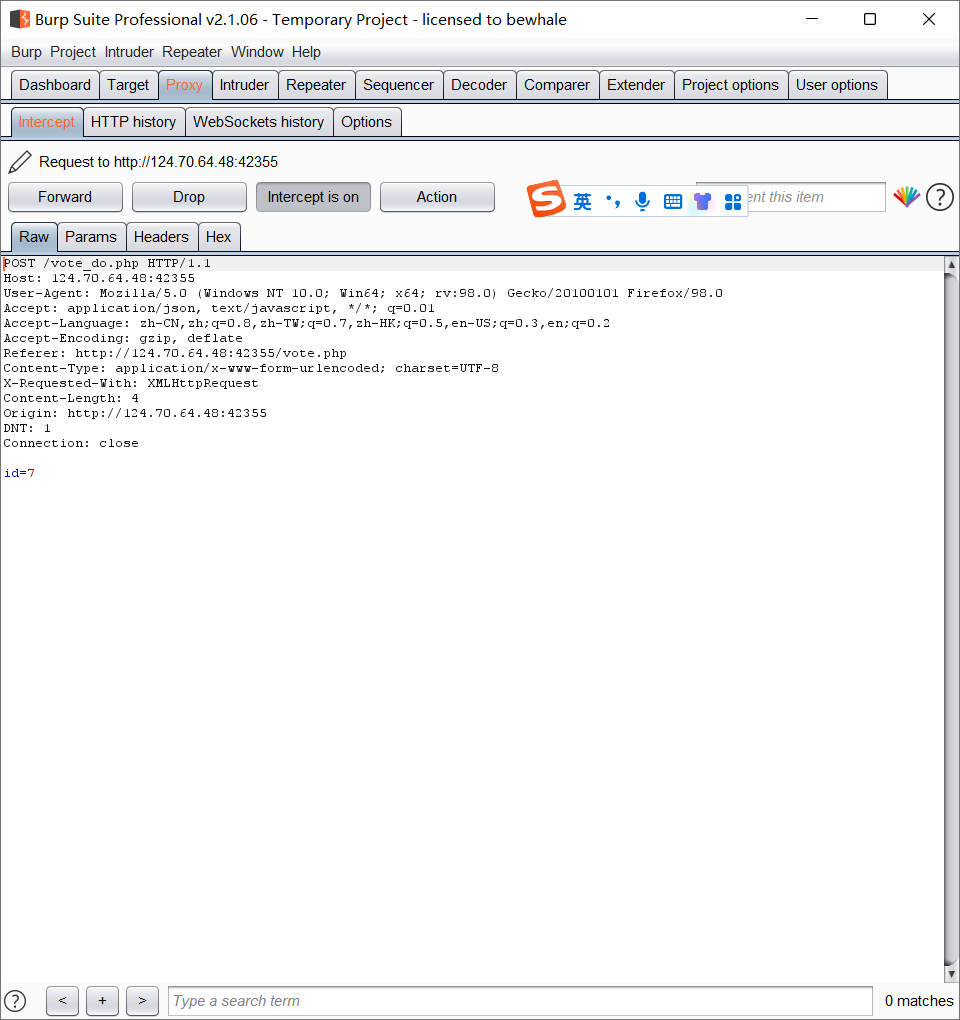 Burp Suite Professional v2.1.06 - Temporary Project - licensed to bewhale
Burp Project Intruder Repeater Window Help
Dashboard Target Proxy Intruder Repeater Sequencer Decoder Comparer Extender Project options User options
Intercept HTTP history WebSockets history Options
Request to http://124.70.64.48:42355
Forward Drop Intercept is on Action 英 this item
Raw Params Headers Hex
POST /vote_do.php HTTP/1.1
Host: 124.70.64.48:42355
User-Agent: Mozilla/5.0 (Windows NT 10.0; Win64; x64; rv:98.0) Gecko/20100101 Firefox/98.0
Accept: application/json, text/javascript, */*; q=0.01
Accept-Language: zh-CN,zh;q=0.8,zh-TW;q=0.7,zh-HK;q=0.5,en-US;q=0.3,en;q=0.2
Accept-Encoding: gzip, deflate
Referer: http://124.70.64.48:42355/vote.php
Content-Type: application/x-www-form-urlencoded; charset=UTF-8
X-Requested-With: XMLHttpRequest
Content-Length: 4
Origin: http://124.70.64.48:42355
DNT: 1
Connection: close
id=7
? < + > Type a search term 0 matches